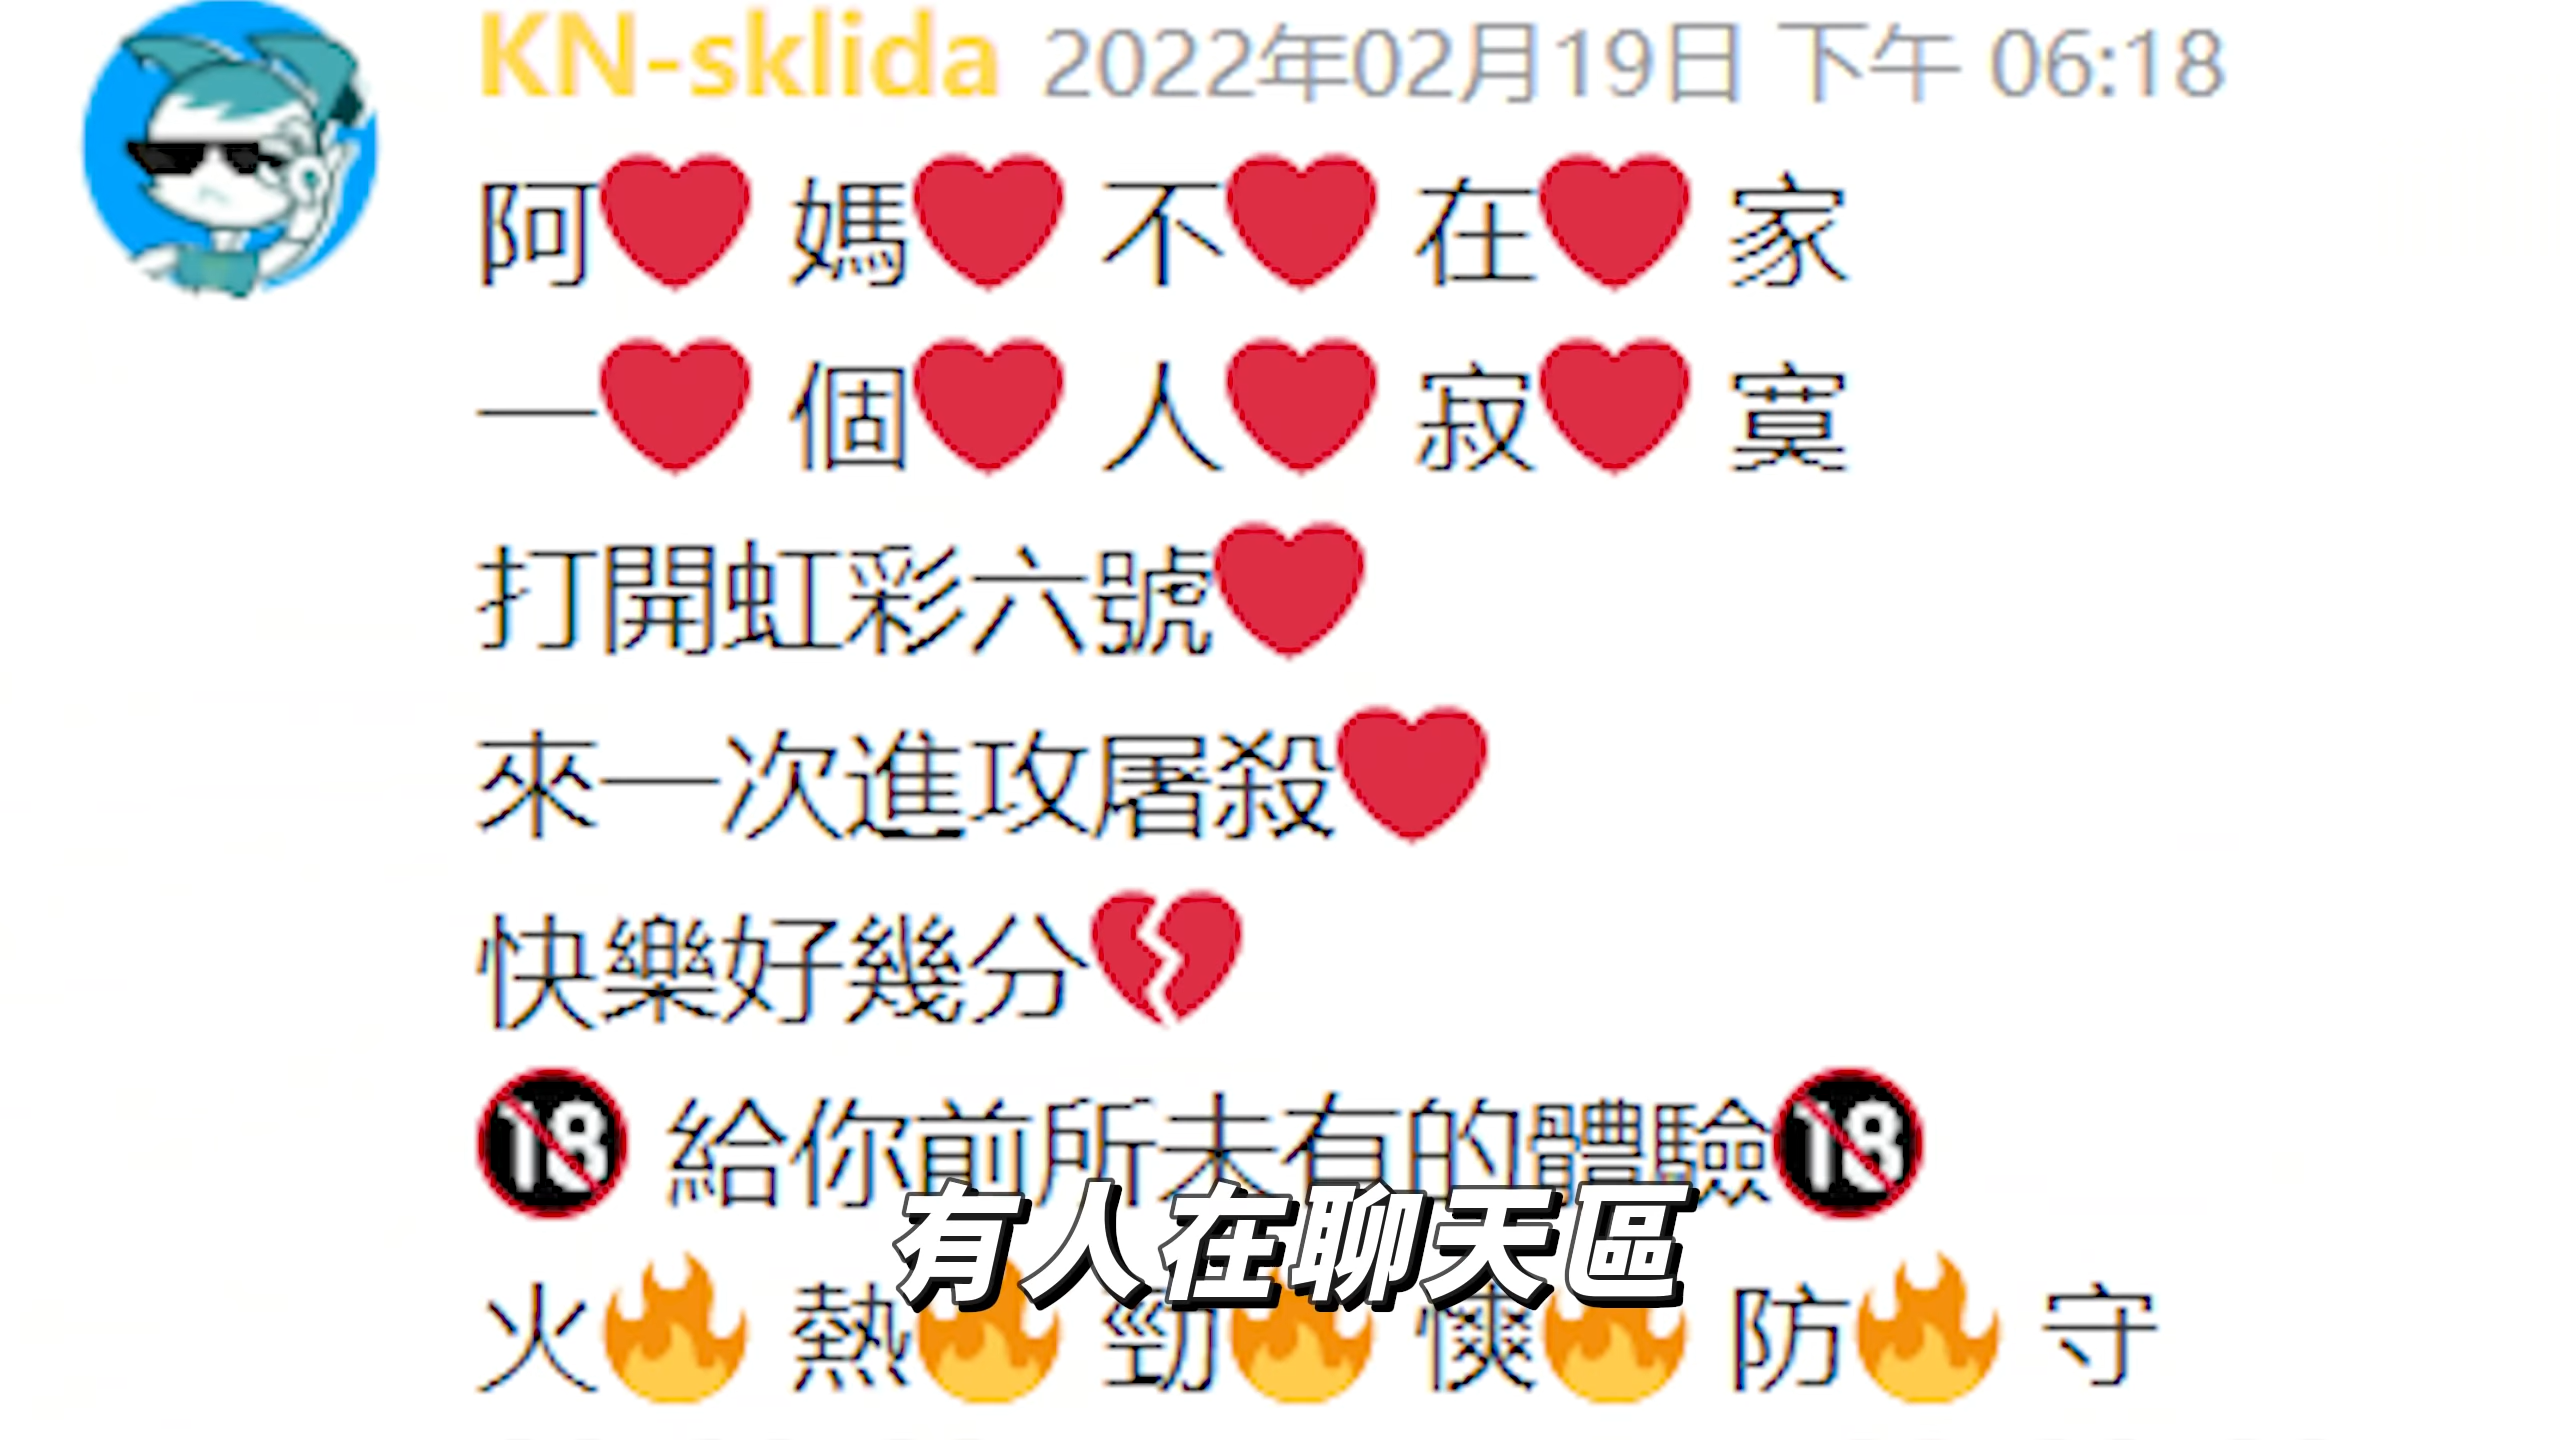 KN-sklida 2022年02月19日 下午 06:18
阿❤ 媽❤ 不❤ 在❤ 家
一❤ 個❤ 人❤ 寂❤ 寞
打開虹彩六號❤
來一次進攻屠殺❤
快樂好幾分💔
🔞 給你前所未有的體驗🔞
有人在聊天區
火🔥 熱🔥 勁🔥 慡🔥 防🔥 守